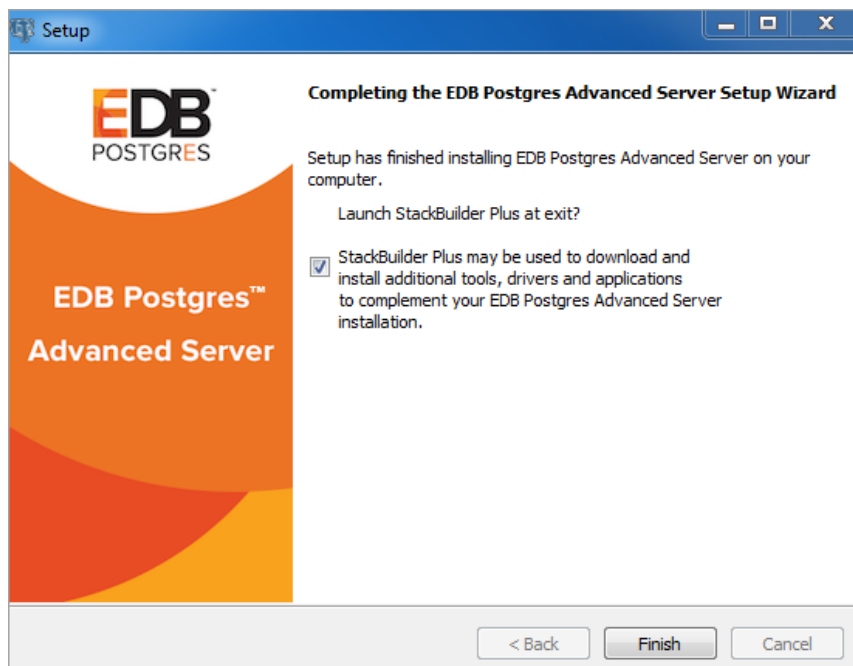 Setup
EDB
POSTGRES
EDB Postgres™
Advanced Server
Completing the EDB Postgres Advanced Server Setup Wizard
Setup has finished installing EDB Postgres Advanced Server on your
computer.
Launch StackBuilder Plus at exit?
StackBuilder Plus may be used to download and
install additional tools, drivers and applications
to complement your EDB Postgres Advanced Server
installation.
< Back
Finish
Cancel